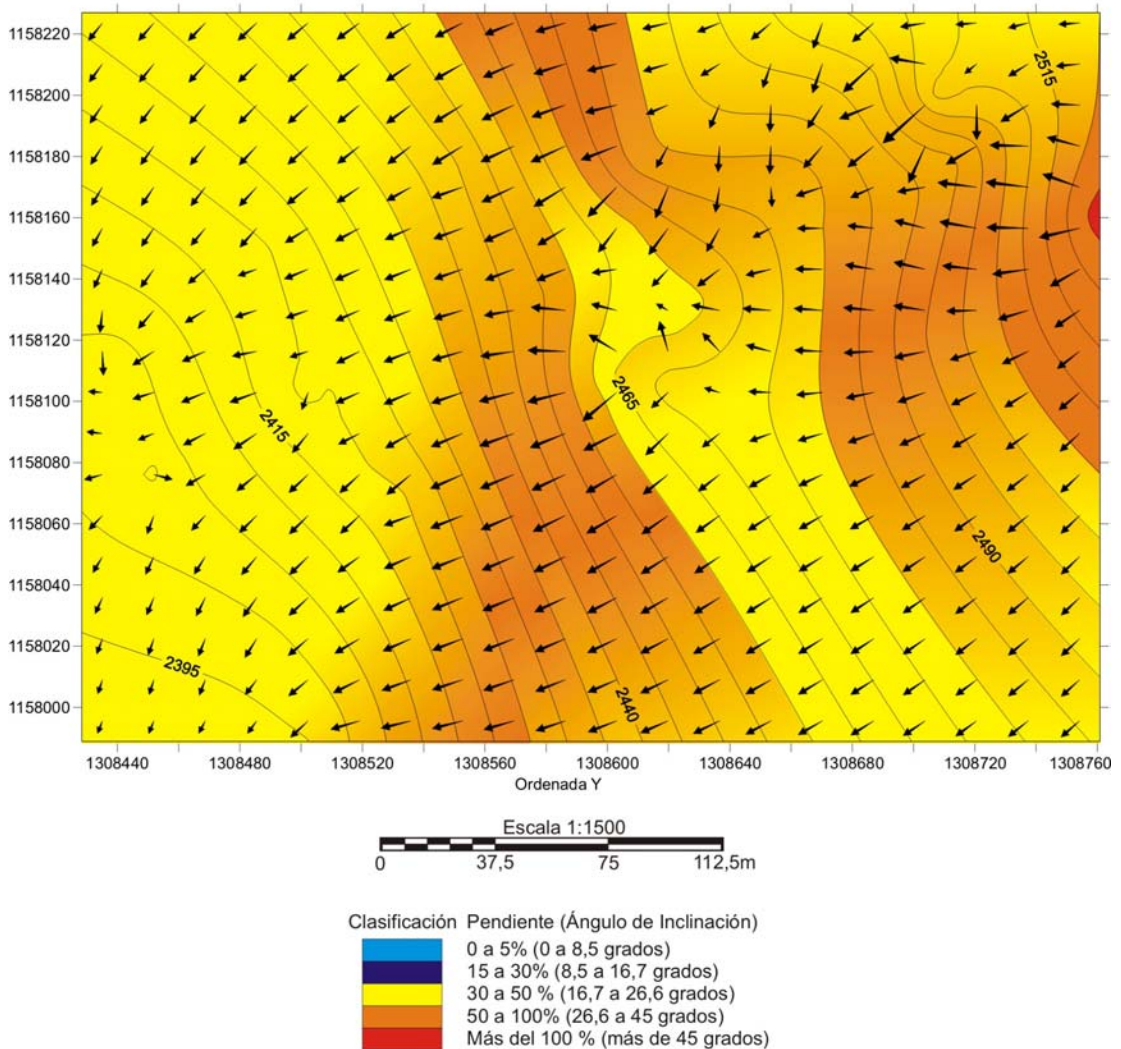 1158220
1158200
1158180
1158160
1158140
1158120
1158100
1158080
1158060
1158040
1158020
1158000
2515
2465
2415
2490
2395
2440
1308440 1308480 1308520 1308560 1308600 1308640 1308680 1308720 1308760
Ordenada Y
Escala 1:1500
0 37,5 75 112,5m
Clasificación Pendiente (Ángulo de Inclinación)
0 a 5% (0 a 8,5 grados)
15 a 30% (8,5 a 16,7 grados)
30 a 50 % (16,7 a 26,6 grados)
50 a 100% (26,6 a 45 grados)
Más del 100 % (más de 45 grados)